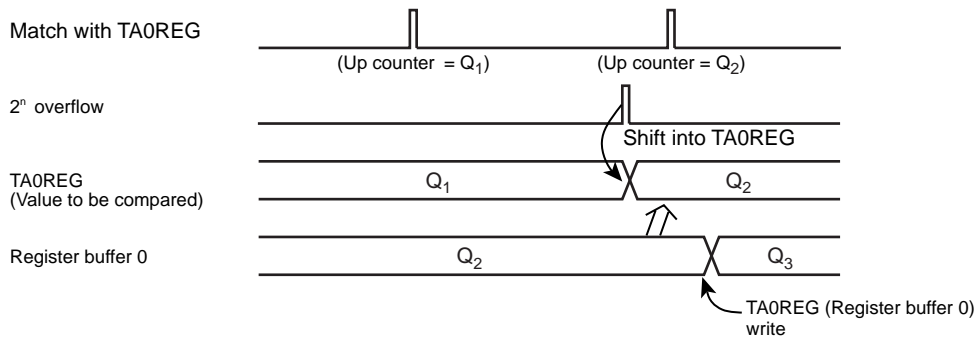 Match with TA0REG
(Up counter = Q1)
(Up counter = Q2)
2n overflow
Shift into TA0REG
TA0REG
(Value to be compared)
Q1
Q2
Register buffer 0
Q2
Q3
TA0REG (Register buffer 0)
write